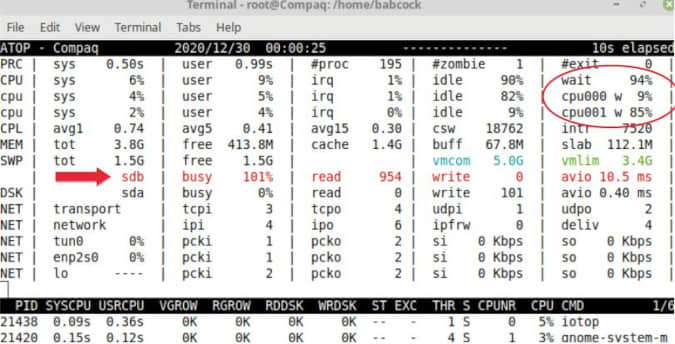 Terminal - root@Compaq: /home/babcock
File Edit View Terminal Tabs Help
ATOP - Compaq 2020/12/30 00:00:25 -------------- 10s elapsed
PRC | sys 0.50s | user 0.99s | #proc 195 | #zombie 1 | #exit 0 |
CPU | sys 6% | user 9% | irq 1% | idle 90% | wait 94% |
cpu | sys 4% | user 5% | irq 1% | idle 82% | cpu000 w 9% |
cpu | sys 2% | user 4% | irq 0% | idle 9% | cpu001 w 85% |
CPL | avg1 0.74 | avg5 0.41 | avg15 0.30 | csw 18762 | intr 7520 |
MEM | tot 3.8G | free 413.8M | cache 1.4G | buff 67.8M | slab 112.1M |
SWP | tot 1.5G | free 1.5G | | vmcom 5.0G | vmlim 3.4G |
sdb | busy 101% | read 954 | write 0 | avio 10.5 ms |
DSK | sda | busy 0% | read 0 | write 101 | avio 0.40 ms |
NET | transport | tcpi 3 | tcpo 4 | udpi 1 | udpo 2 |
NET | network | ipi 4 | ipo 6 | ipfrw 0 | deliv 4 |
NET | tun0 0% | pcki 1 | pcko 2 | si 0 Kbps | so 0 Kbps |
NET | enp2s0 0% | pcki 1 | pcko 2 | si 0 Kbps | so 0 Kbps |
NET | lo ---- | pcki 2 | pcko 2 | si 0 Kbps | so 0 Kbps |
PID SYSCPU USRCPU VGROW RGROW RDDSK WRDSK ST EXC THR S CPUNR CPU CMD 1/6
21438 0.09s 0.36s 0K 0K 0K 0K -- - 1 S 0 5% iotop
21420 0.15s 0.12s 0K 0K 0K 0K -- - 4 S 1 3% gnome-system-m